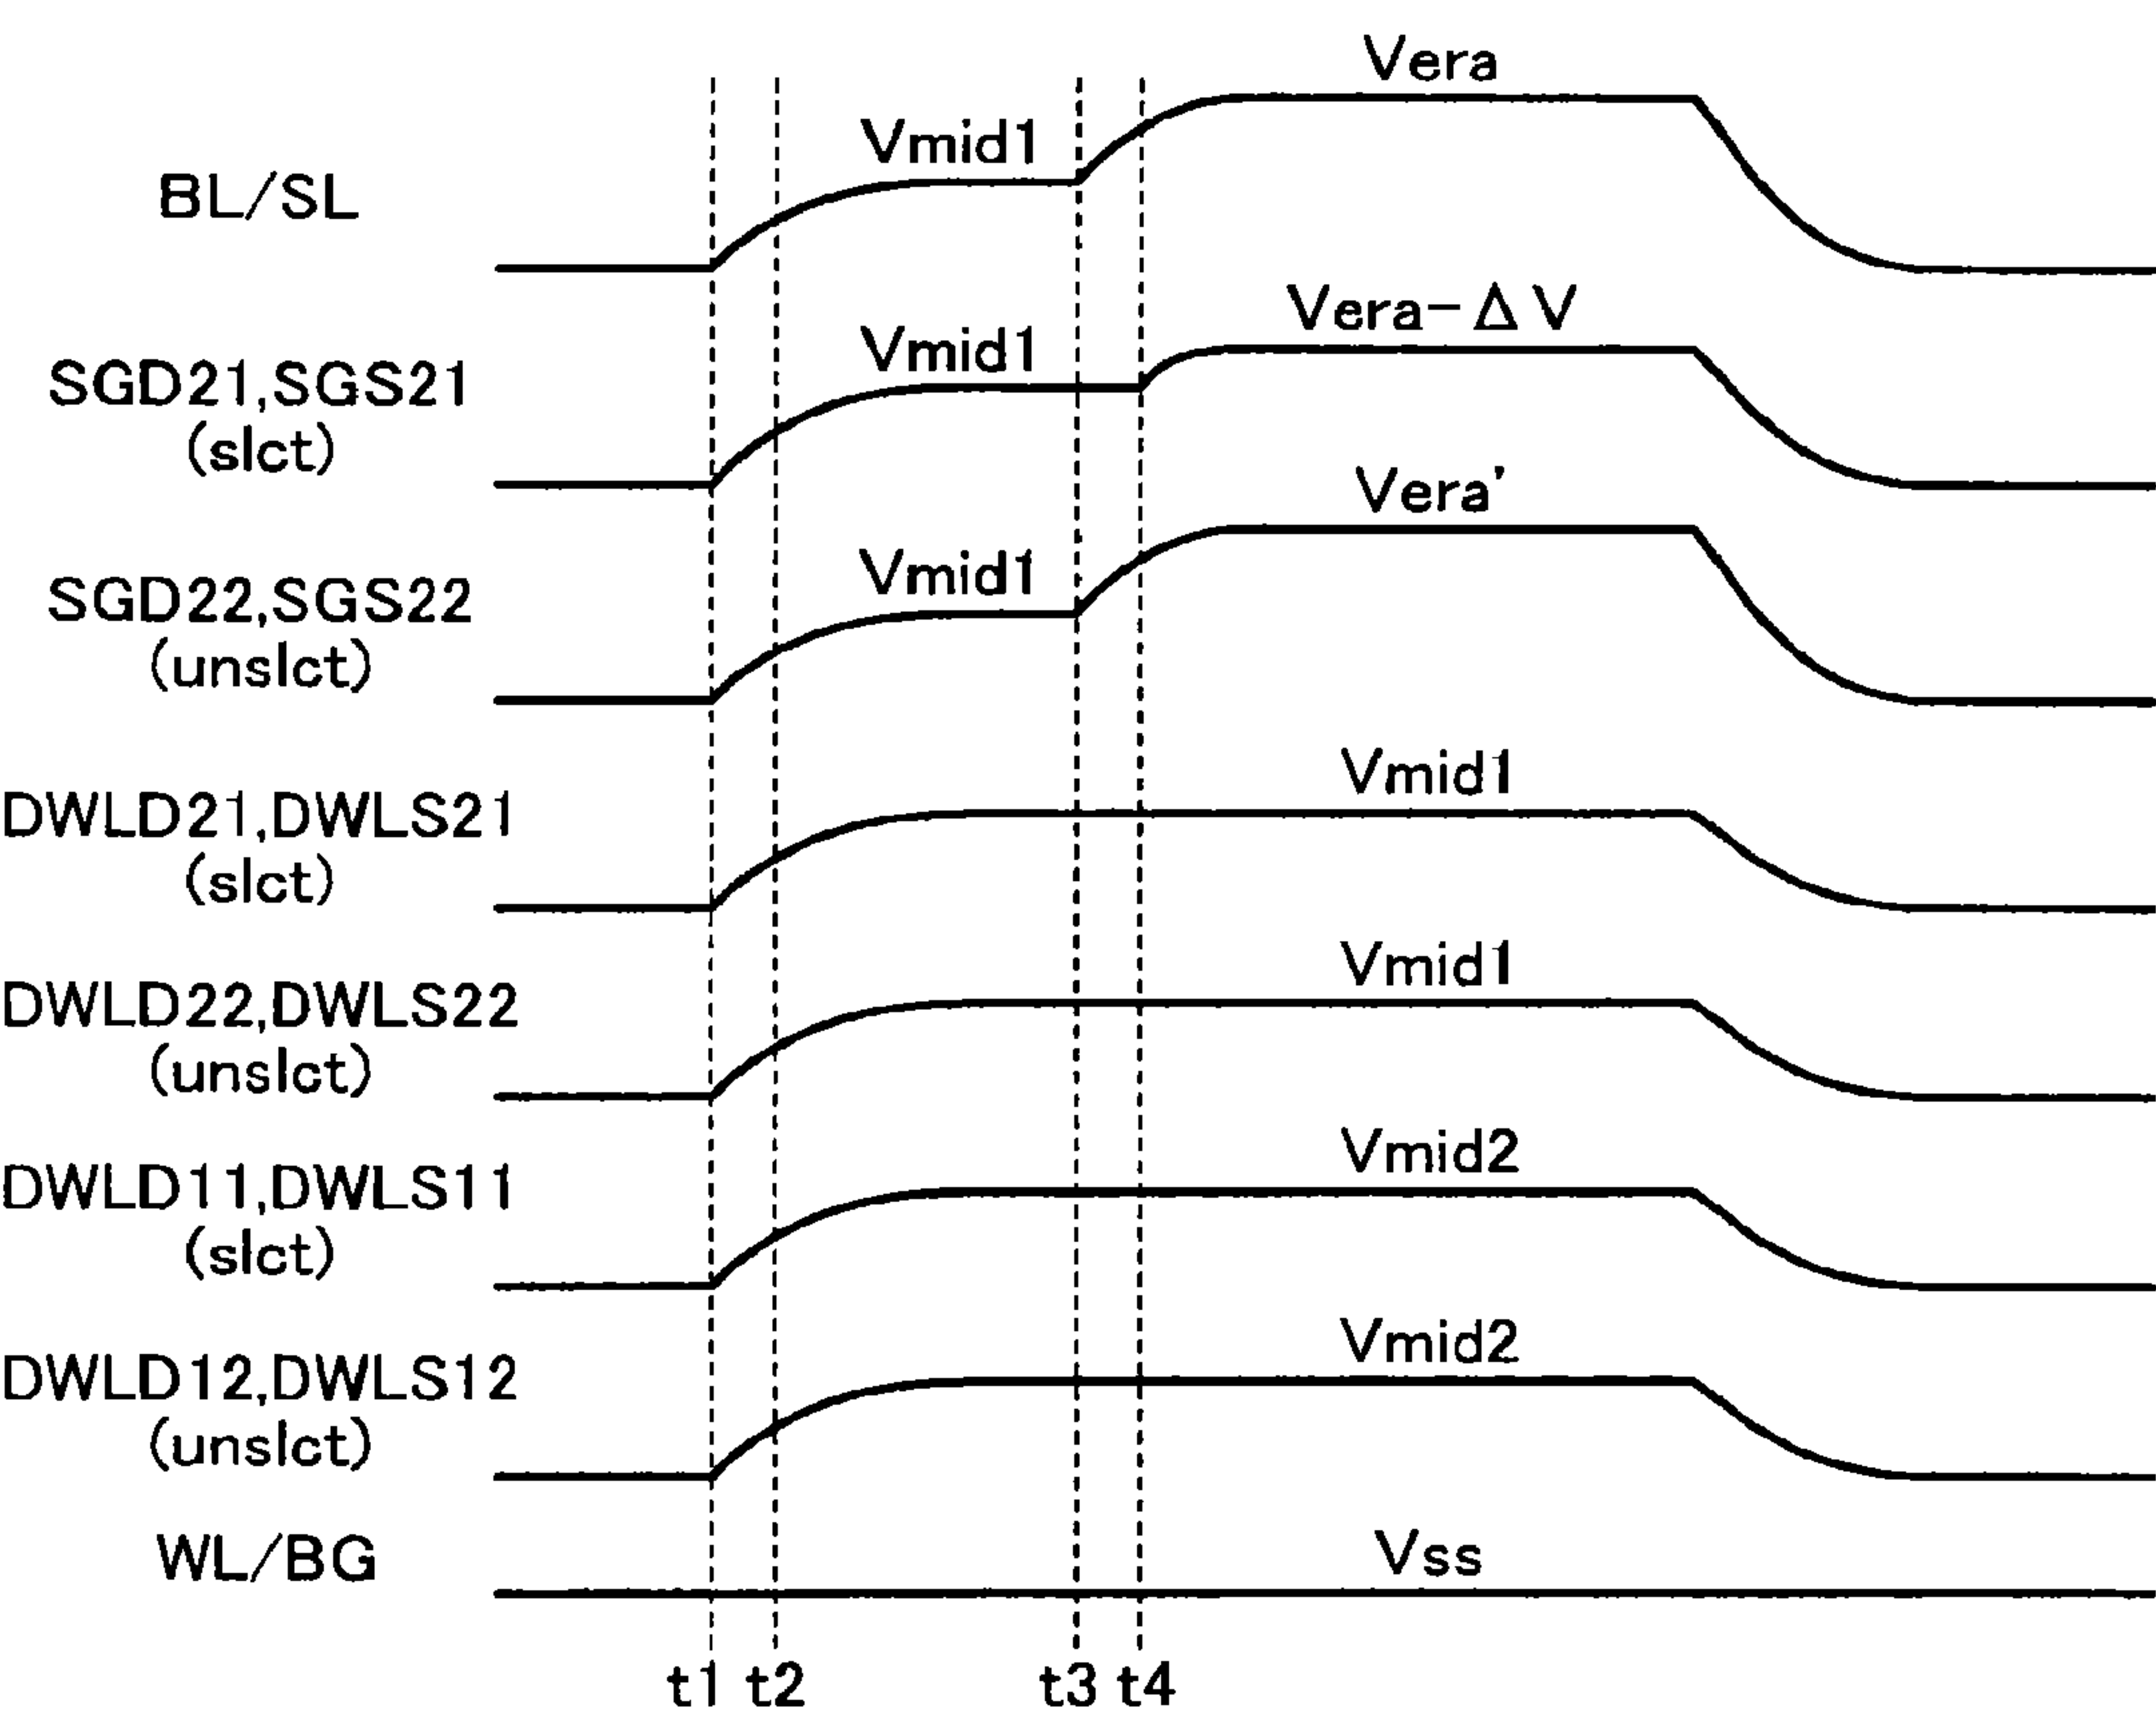 Vera
Vmid1
BL/SL
Vera-ΔV
Vmid1
SGD21,SGS21
(slct)
Vera'
Vmid1
SGD22,SGS22
(unslct)
Vmid1
DWLD21,DWLS21
(slct)
Vmid1
DWLD22,DWLS22
(unslct)
Vmid2
DWLD11,DWLS11
(slct)
Vmid2
DWLD12,DWLS12
(unslct)
WL/BG
Vss
t1 t2 t3 t4